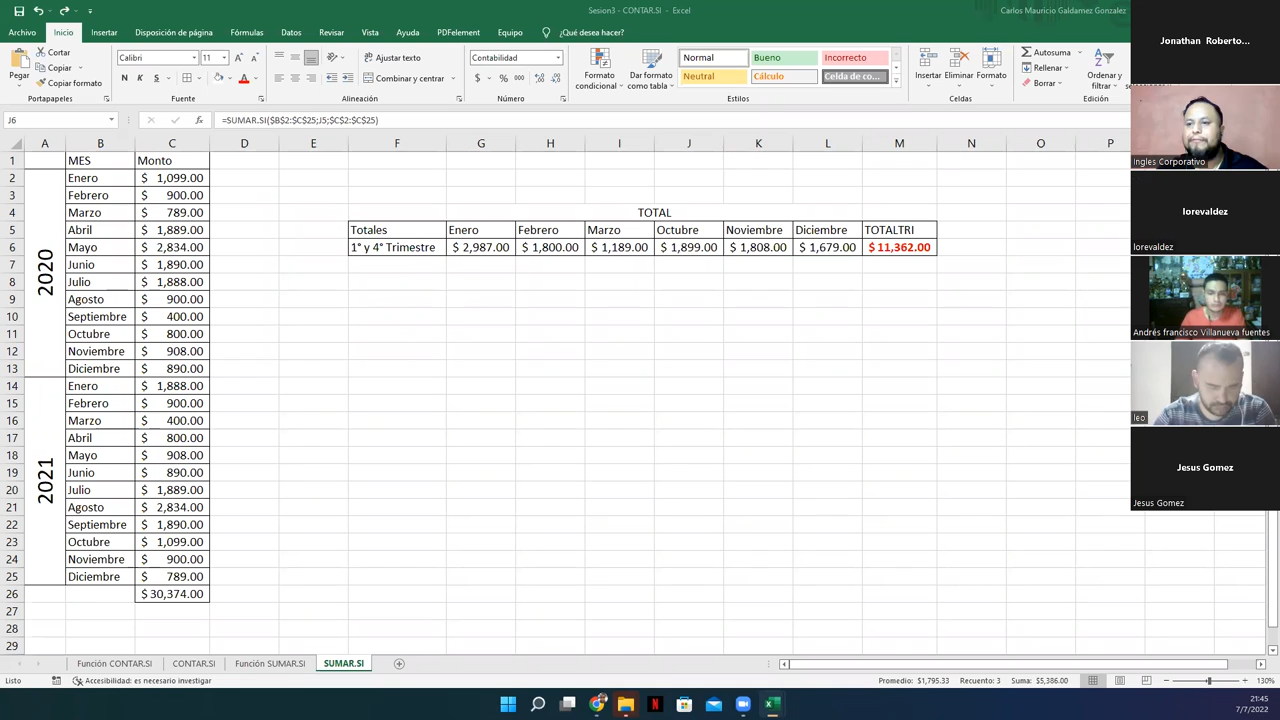 Sesion3 - CONTAR.SI - Excel
Carlos Mauricio Galdamez Gonzalez
Archivo Inicio Insertar Disposición de página Fórmulas Datos Revisar Vista Ayuda PDFelement Equipo ¿Qué desea hacer?
Pegar
Cortar
Copiar
Copiar formato
Portapapeles
Calibri 11
N K S
Fuente
Ajustar texto
Combinar y centrar
Alineación
Contabilidad
$ % 000
Número
Formato condicional
Dar formato como tabla
Normal Bueno Incorrecto
Neutral Cálculo Celda de co...
Estilos
Insertar Eliminar Formato
Celdas
Autosuma
Rellenar
Borrar
Ordenar y filtrar
Edición
J6 fx =SUMAR.SI($B$2:$C$25;J5;$C$2:$C$25)
A B C D E F G H I J K L M N O P
1 MES Monto
2 Enero $ 1,099.00
3 Febrero $ 900.00
4 Marzo $ 789.00 TOTAL
5 Abril $ 1,889.00 Totales Enero Febrero Marzo Octubre Noviembre Diciembre TOTALTRI
6 Mayo $ 2,834.00 1° y 4° Trimestre $ 2,987.00 $ 1,800.00 $ 1,189.00 $ 1,899.00 $ 1,808.00 $ 1,679.00 $ 11,362.00
7 Junio $ 1,890.00
2020
8 Julio $ 1,888.00
9 Agosto $ 900.00
10 Septiembre $ 400.00
11 Octubre $ 800.00
12 Noviembre $ 908.00
13 Diciembre $ 890.00
14 Enero $ 1,888.00
15 Febrero $ 900.00
16 Marzo $ 400.00
17 Abril $ 800.00
18 Mayo $ 908.00
19 Junio $ 890.00
2021
20 Julio $ 1,889.00
21 Agosto $ 2,834.00
22 Septiembre $ 1,890.00
23 Octubre $ 1,099.00
24 Noviembre $ 900.00
25 Diciembre $ 789.00
26 $ 30,374.00
27
28
29
Función CONTAR.SI CONTAR.SI Función SUMAR.SI SUMAR.SI
Listo Accesibilidad: es necesario investigar Promedio: $1,795.33 Recuento: 3 Suma: $5,386.00 130%
21:45
7/7/2022
Jonathan Roberto...
Ingles Corporativo
lorevaldez
lorevaldez
Andrés francisco Villanueva fuentes
leo
Jesus Gomez
Jesus Gomez